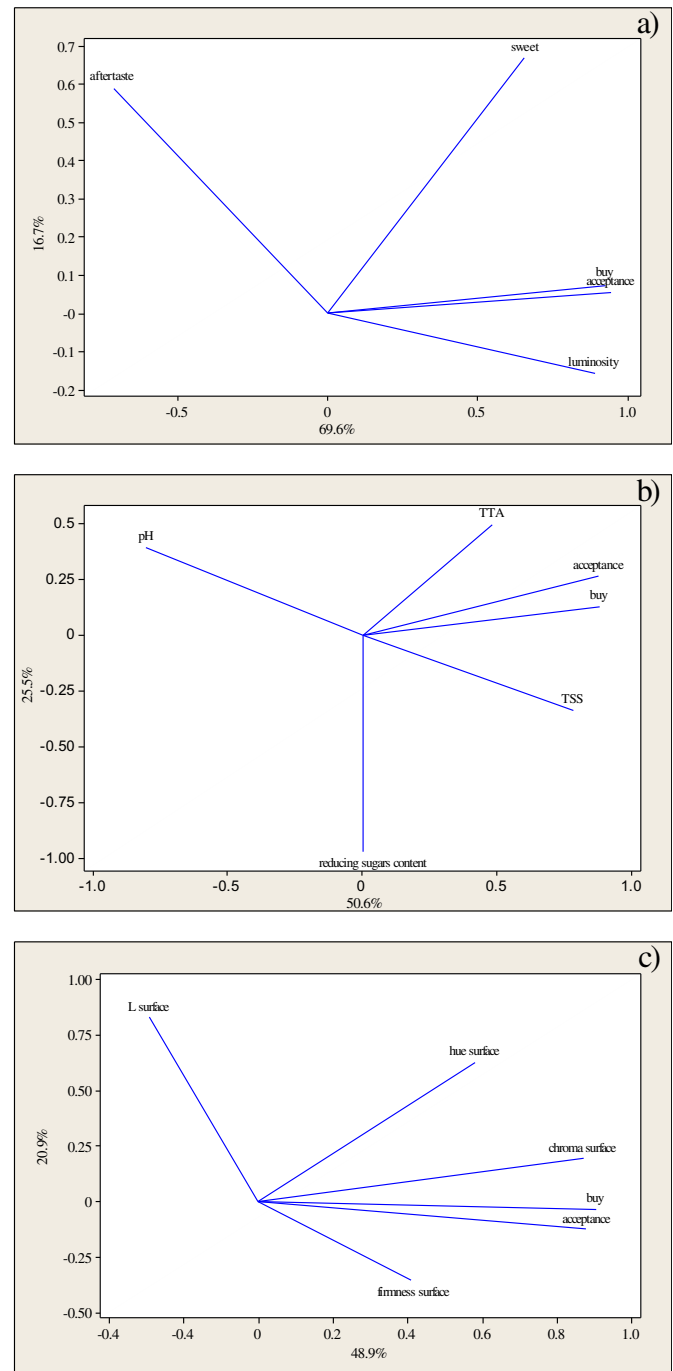 a)
0.7
sweet
aftertaste
0.6
0.5
0.4
0.3
0.2
16.7%
buy
0.1
acceptance
-0
-0.1
luminosity
-0.2
-0.5 0 0.5 1.0
69.6%
b)
0.5
TTA
pH
acceptance
0.25
buy
0
-0.25
25.5%
TSS
-0.50
-0.75
-1.00
reducing sugars content
-1.0 -0.5 0 0.5 1.0
50.6%
c)
1.00
L surface
0.75
hue surface
0.50
20.9%
0.25
chroma surface
buy
0
acceptance
-0.25
firmness surface
-0.50
-0.4 -0.4 0 0.4 0.6 0.8 1.0
48.9%